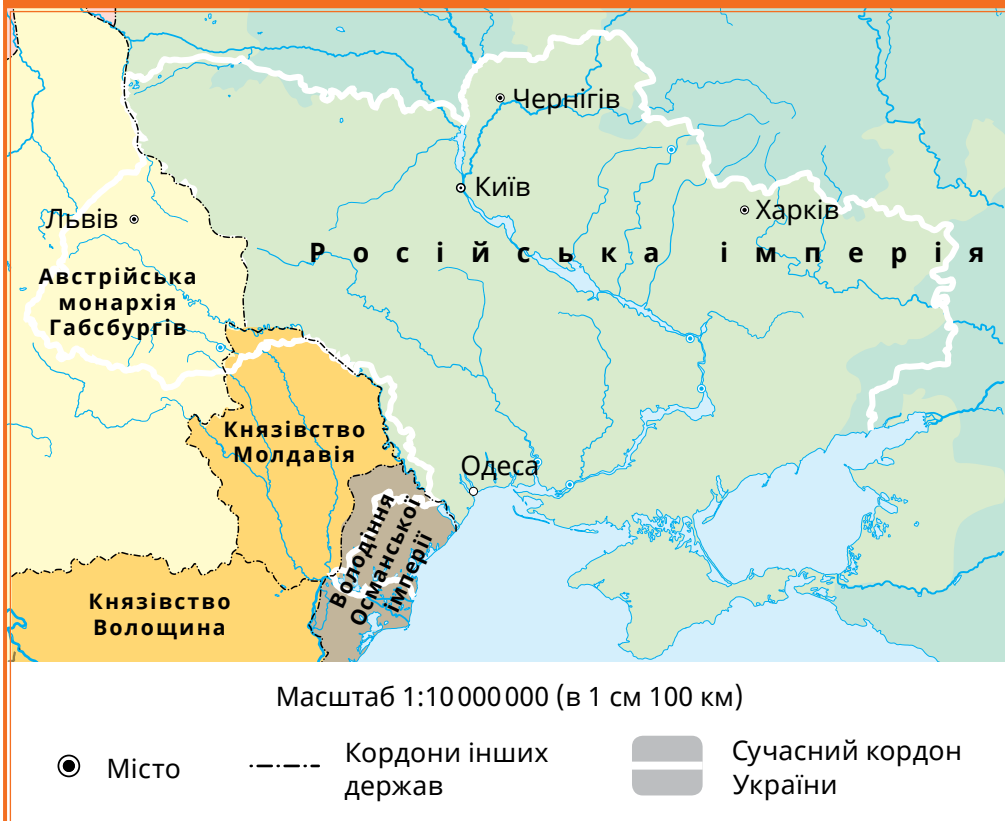 Чернігів
Київ
Львів
Харків
Російська імперія
Австрійська
монархія
Габсбургів
Князівство
Молдавія
Одеса
Володіння
Османської
імперії
Князівство
Волощина
Масштаб 1:10 000 000 (в 1 см 100 км)
Місто
Кордони інших
держав
Сучасний кордон
України